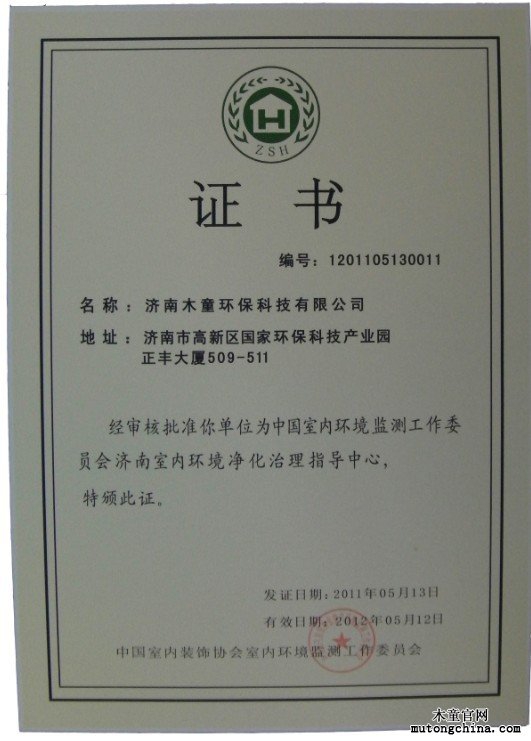 H
ZSH
证书
编号：1201105130011
名称：济南木童环保科技有限公司
地址：济南市高新区国家环保科技产业园
正丰大厦509-511
经审核批准你单位为中国室内环境监测工作委
员会济南室内环境净化治理指导中心，
特颁此证。
发证日期：2011年05月13日
有效日期：2012年05月12日
中国室内装饰协会室内环境监测工作委员会
木童官网
mutongchina.com